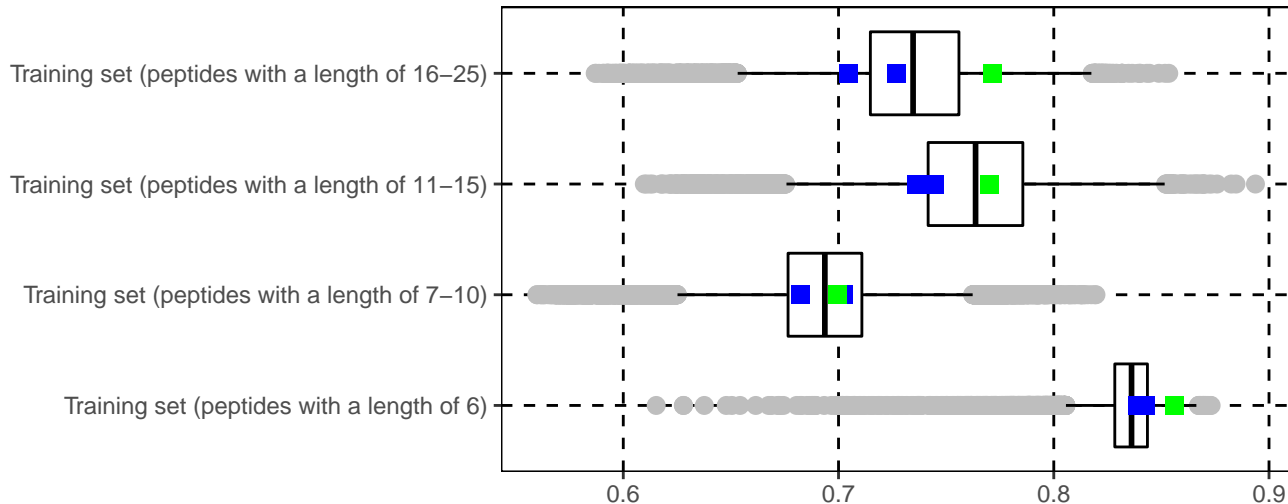 Training set (peptides with a length of 16−25)
Training set (peptides with a length of 11−15)
Training set (peptides with a length of 7−10)
Training set (peptides with a length of 6)
0.6 0.7 0.8 0.9